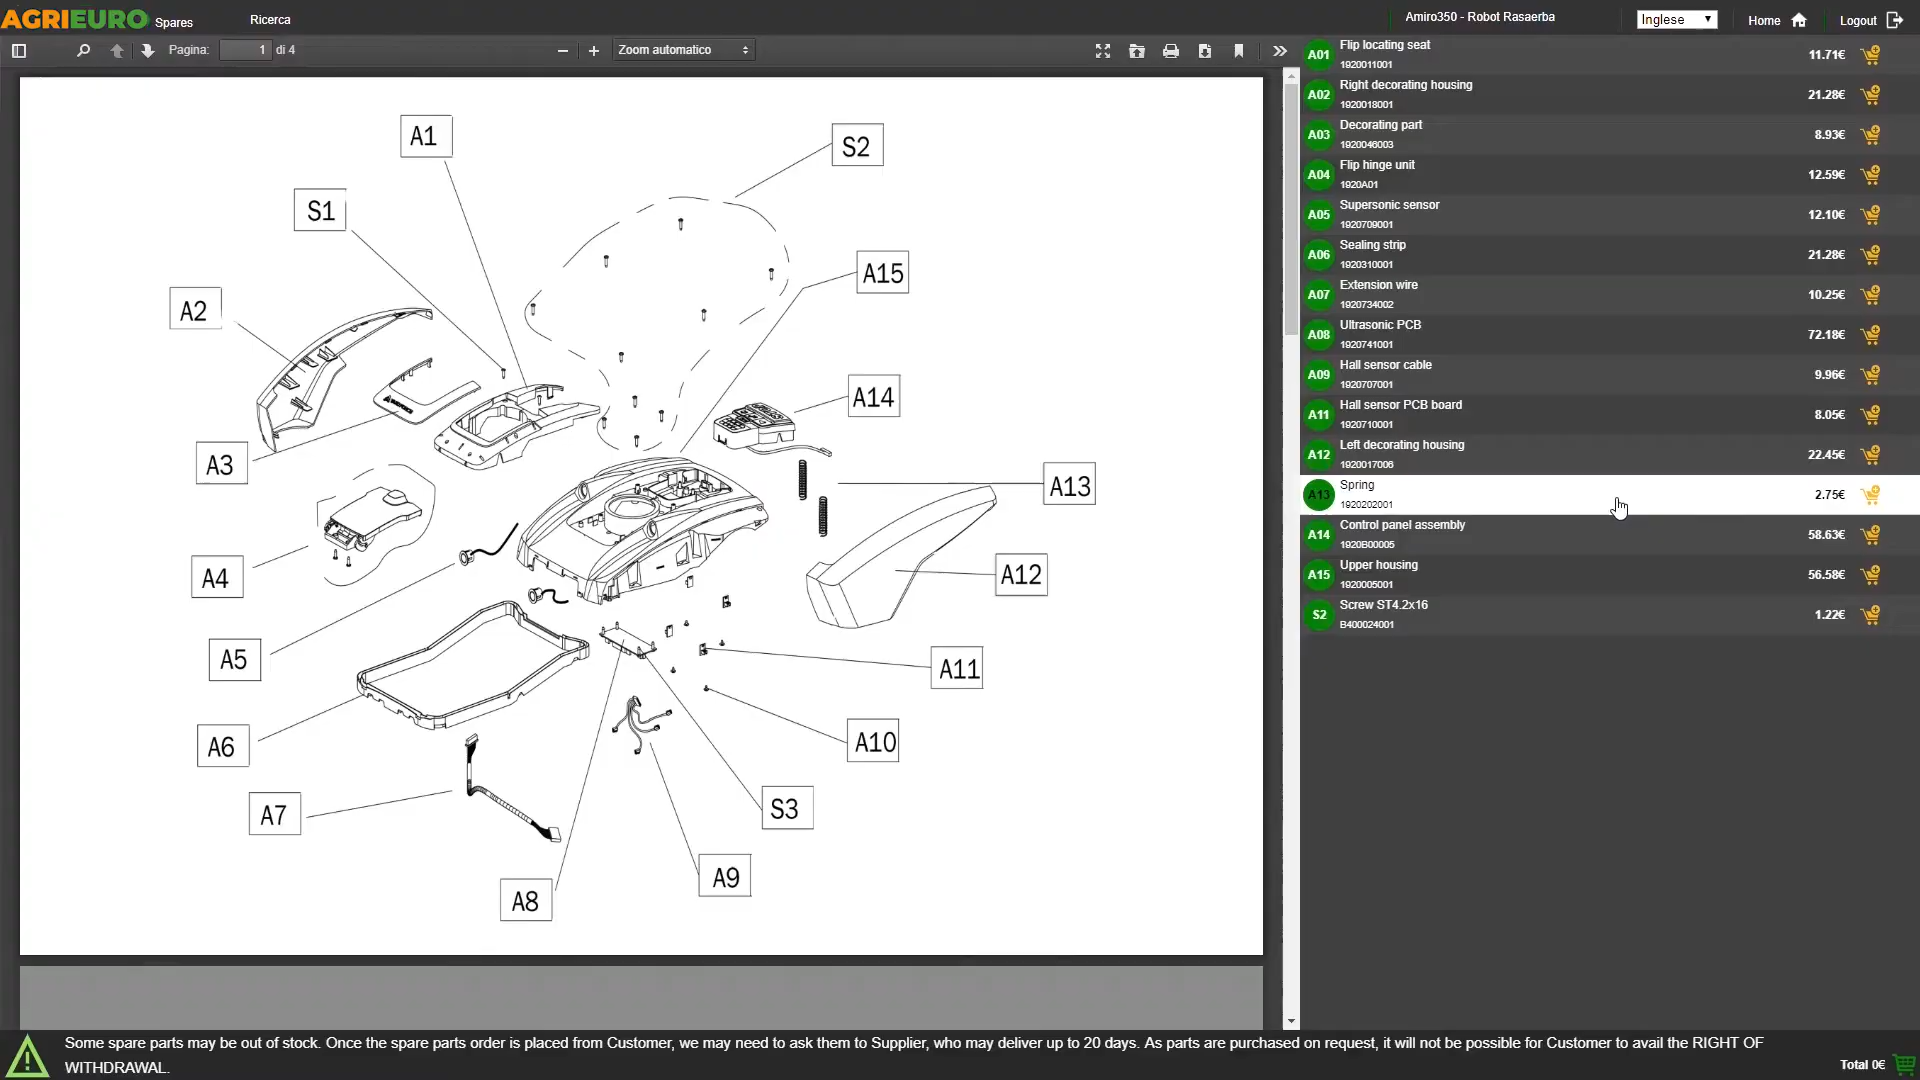 AGRIEURO Spares
Ricerca
Amiro350 - Robot Rasaerba
Inglese
Home
Logout
Pagina: 1 di 4
Zoom automatico
A1
S2
S1
A15
A2
A14
A3
A13
A4
A12
A5
A11
A6
A10
A7
S3
A9
A8
A01 Flip locating seat 11.71€
1920011001
A02 Right decorating housing 21.28€
1920018001
A03 Decorating part 8.93€
1920046003
A04 Flip hinge unit 12.59€
1920A01
A05 Supersonic sensor 12.10€
1920709001
A06 Sealing strip 21.28€
1920310001
A07 Extension wire 10.25€
1920734002
A08 Ultrasonic PCB 72.18€
1920741001
A09 Hall sensor cable 9.96€
1920707001
A11 Hall sensor PCB board 8.05€
1920710001
A12 Left decorating housing 22.45€
1920017006
A13 Spring 2.75€
1920202001
A14 Control panel assembly 58.63€
1920B00005
A15 Upper housing 56.58€
1920005001
S2 Screw ST4.2x16 1.22€
B400024001
Some spare parts may be out of stock. Once the spare parts order is placed from Customer, we may need to ask them to Supplier, who may deliver up to 20 days. As parts are purchased on request, it will not be possible for Customer to avail the RIGHT OF
WITHDRAWAL.
Total 0€